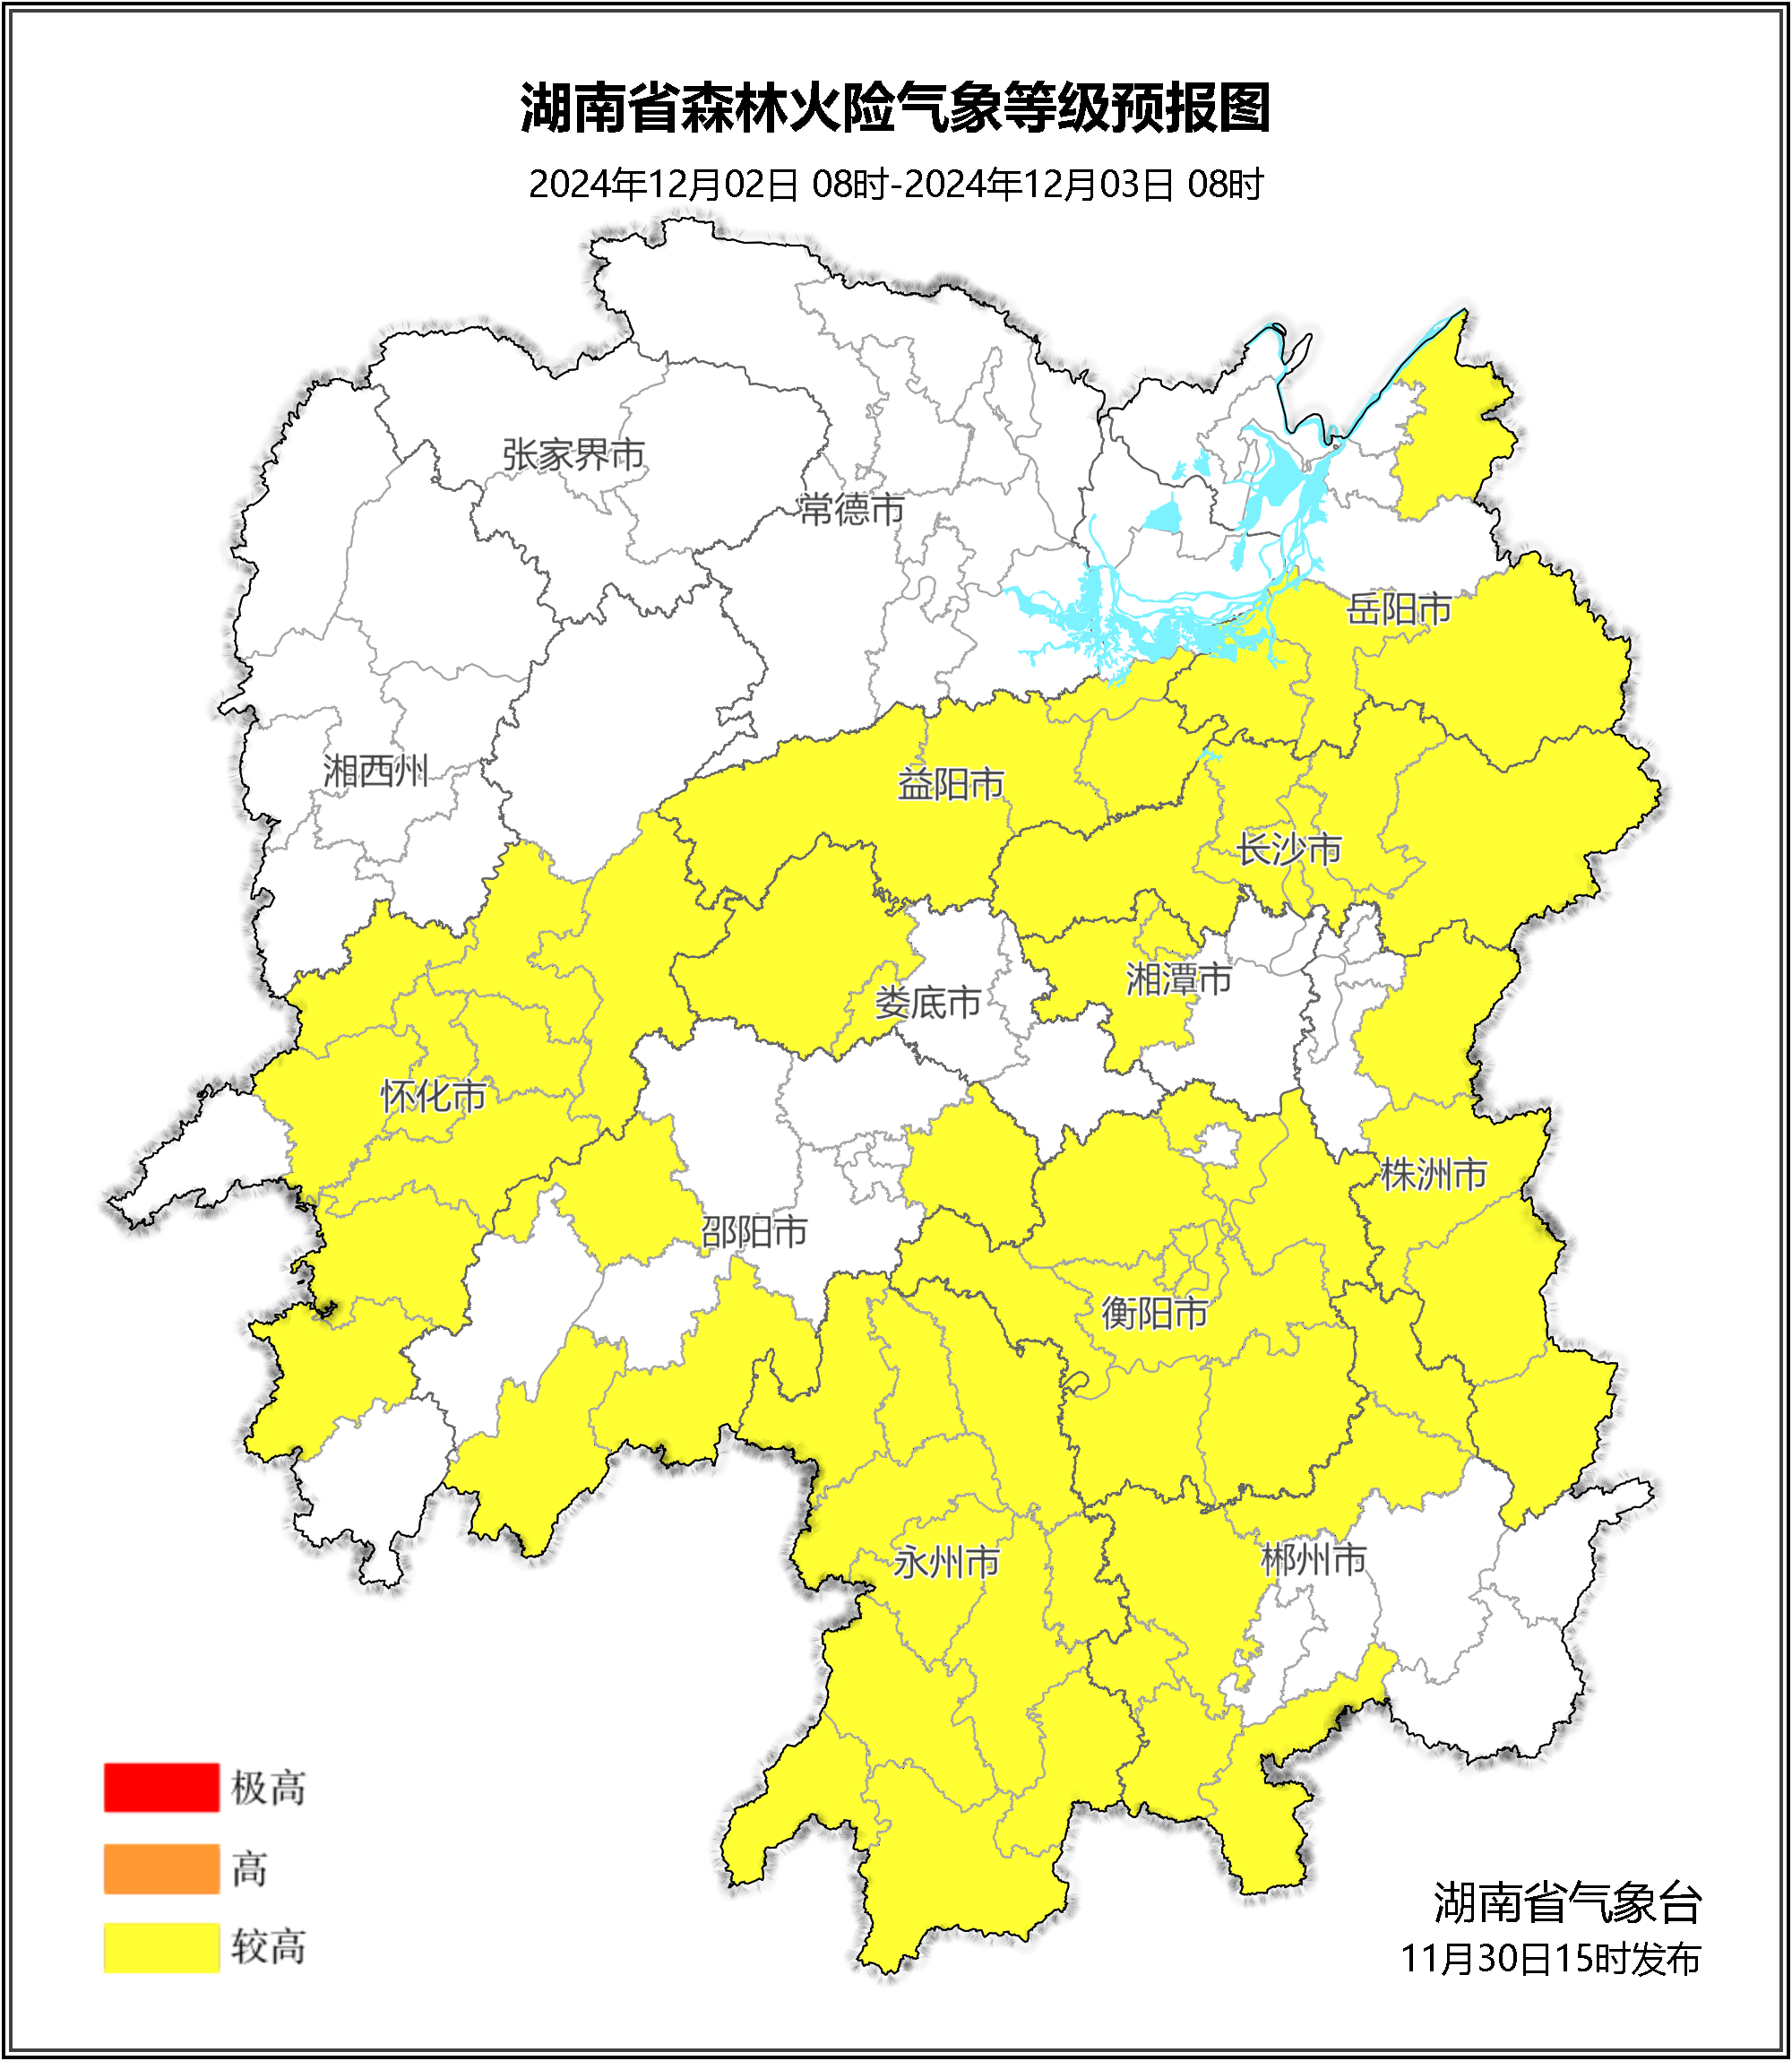 湖南省森林火险气象等级预报图
2024年12月02日 08时-2024年12月03日 08时
张家界市
常德市
岳阳市
湘西州
益阳市
长沙市
湘潭市
娄底市
怀化市
株洲市
邵阳市
衡阳市
永州市
郴州市
极高
高
较高
湖南省气象台
11月30日15时发布